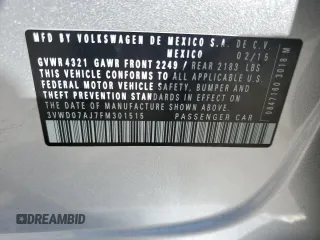 MFD BY VOLKSWAGEN DE MEXICO S.A. DE C.V.
MEXICO 02/15
GVWR 4321 GAWR FRONT 2249 / REAR 2183 LBS
THIS VEHICLE CONFORMS TO ALL APPLICABLE U.S.
FEDERAL MOTOR VEHICLE SAFETY, BUMPER AND
THEFT PREVENTION STANDARDS IN EFFECT ON THE
DATE OF MANUFACTURE SHOWN ABOVE.
3VWD07AJ7FM301515 PASSENGER CAR
0047160 3018 M
DREAMBID